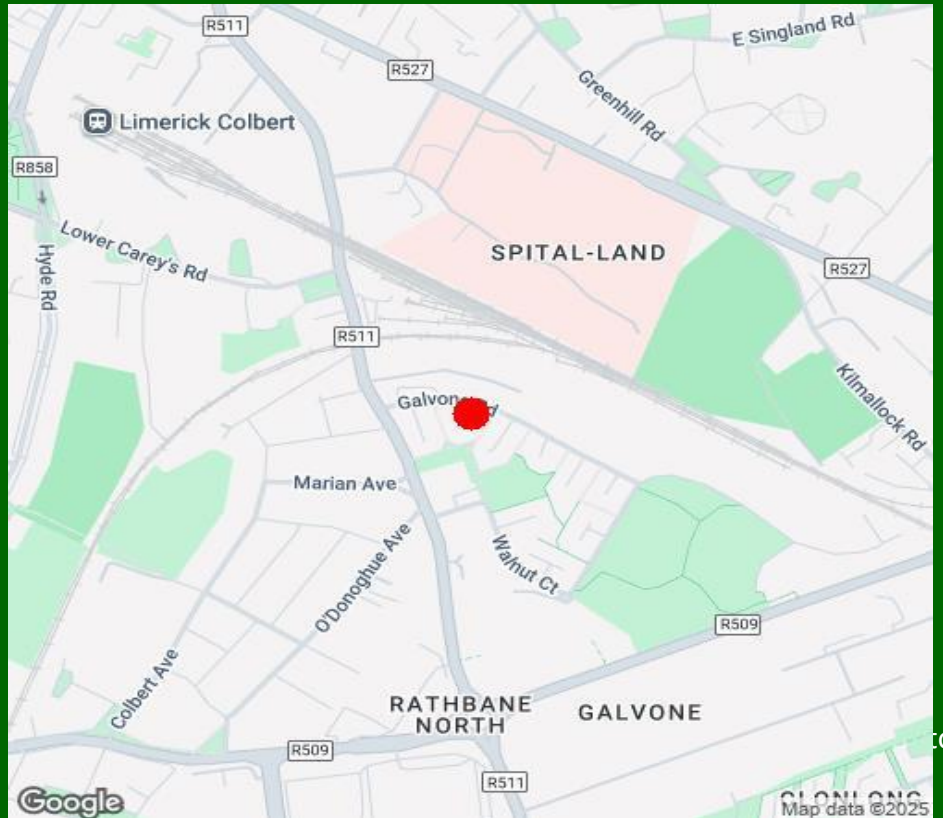 R511
E Singland Rd
R527
Greenhill Rd
Limerick Colbert
R858
Lower Carey's Rd
SPITAL-LAND
Hyde Rd
R527
R511
Kilmallock Rd
Marian Ave
O'Donoghue Ave
Walnut Ct
R509
Colbert Ave
RATHBANE
NORTH
GALVONE
R509
R511
Google
Map data ©2025